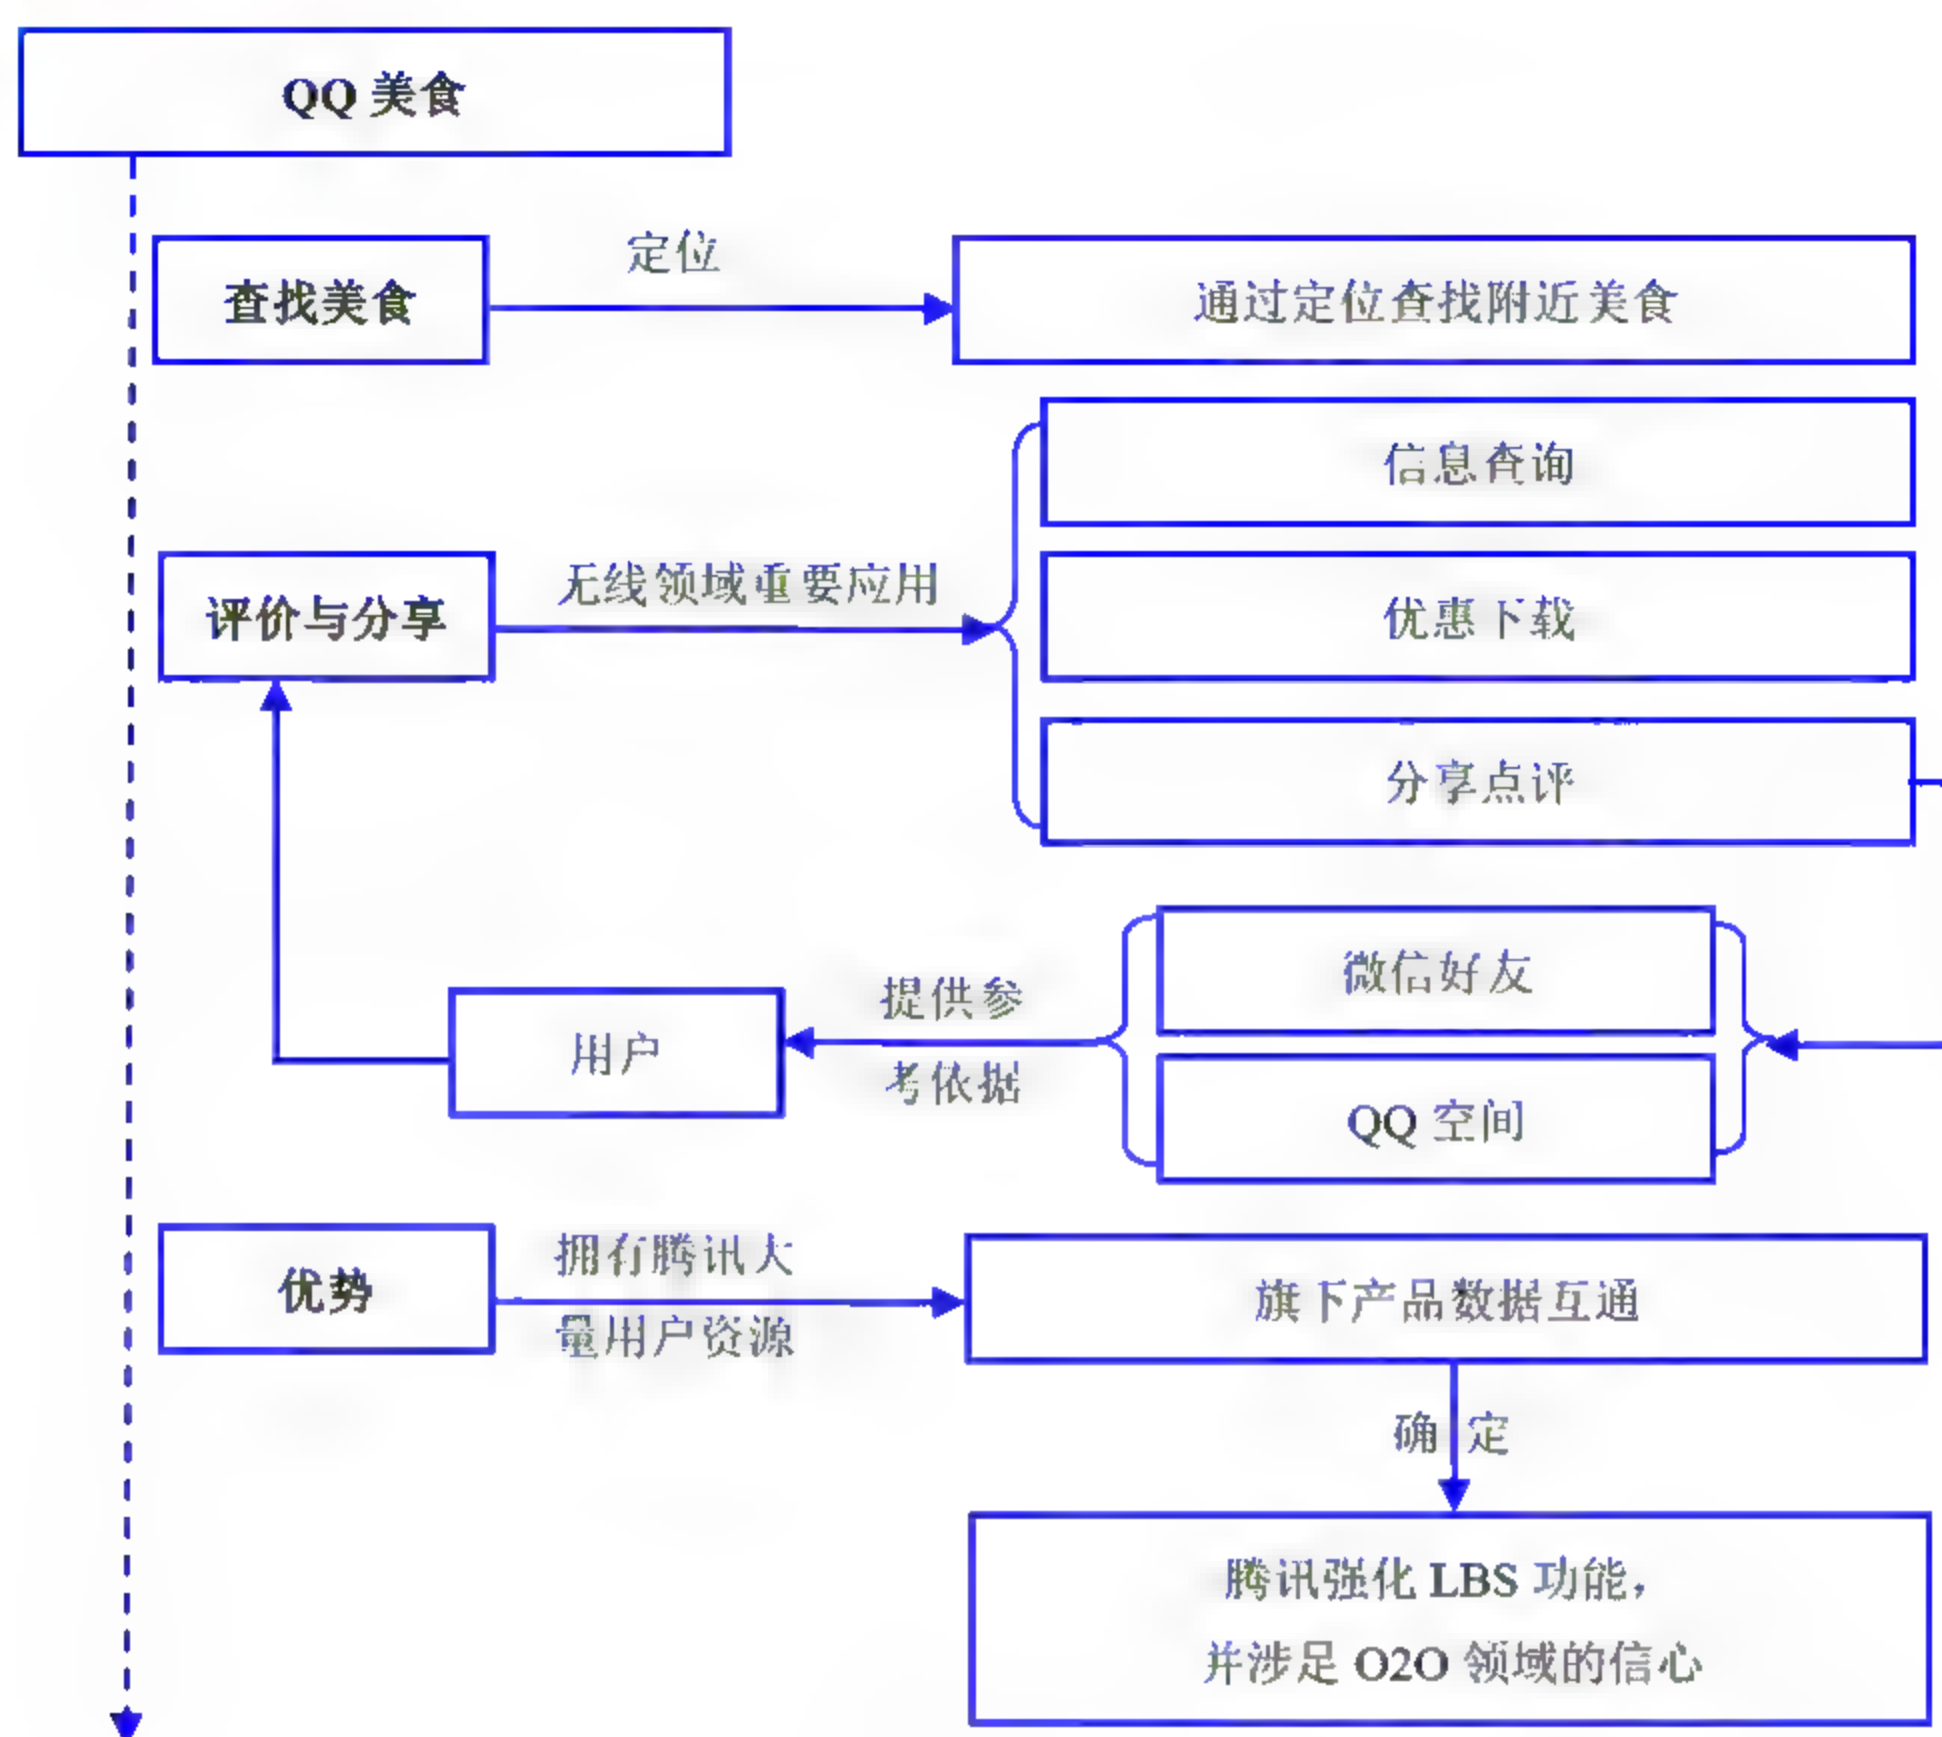 QQ 美食
定位
查找美食
通过定位查找附近美食
信息查询
无线领域重要应用
评价与分享
优惠下载
分享点评
微信好友
提供参
用户
考依据
QQ 空间
拥有腾讯大
优势
旗下产品数据互通
量用户资源
确 定
腾讯强化 LBS 功能，
并涉足 O2O 领域的信心